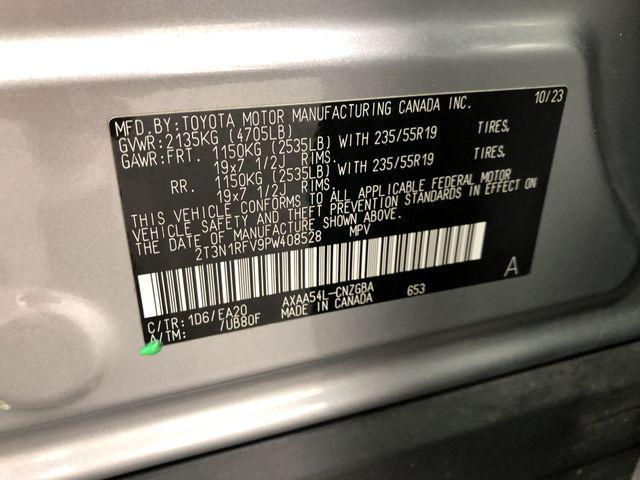 MFD.BY:TOYOTA MOTOR MANUFACTURING CANADA INC. 10/23
GVWR:2135KG (4705LB)
GAWR:FRT. 1150KG (2535LB) WITH 235/55R19 TIRES,
19x7 1/2J RIMS.
RR. 1150KG (2535LB) WITH 235/55R19 TIRES,
19x7 1/2J RIMS.
THIS VEHICLE CONFORMS TO ALL APPLICABLE FEDERAL MOTOR
VEHICLE SAFETY AND THEFT PREVENTION STANDARDS IN EFFECT ON
THE DATE OF MANUFACTURE SHOWN ABOVE.
2T3N1RFV9PW408528 MPV
A
C/TR:1D6/EA20 AXAA54L-CNZGBA 653
A/TM: /UB80F MADE IN CANADA